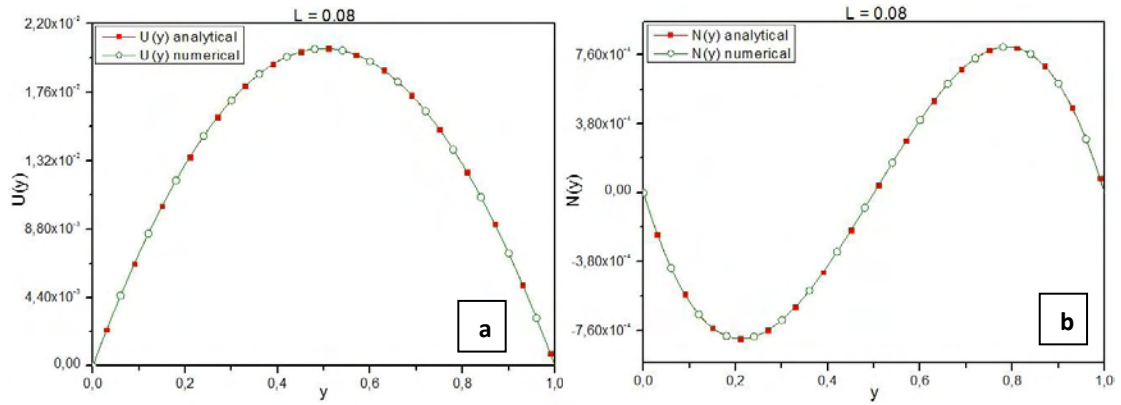 L = 0.08
2,20x10⁻²
1,76x10⁻²
1,32x10⁻²
8,80x10⁻³
4,40x10⁻³
0,00
U(y)
U(y) analytical
U(y) numerical
a
0,0 0,2 0,4 0,6 0,8 1,0
y
L = 0.08
7,60x10⁻⁴
3,80x10⁻⁴
0,00
-3,80x10⁻⁴
-7,60x10⁻⁴
N(y)
N(y) analytical
N(y) numerical
b
0,0 0,2 0,4 0,6 0,8 1,0
y